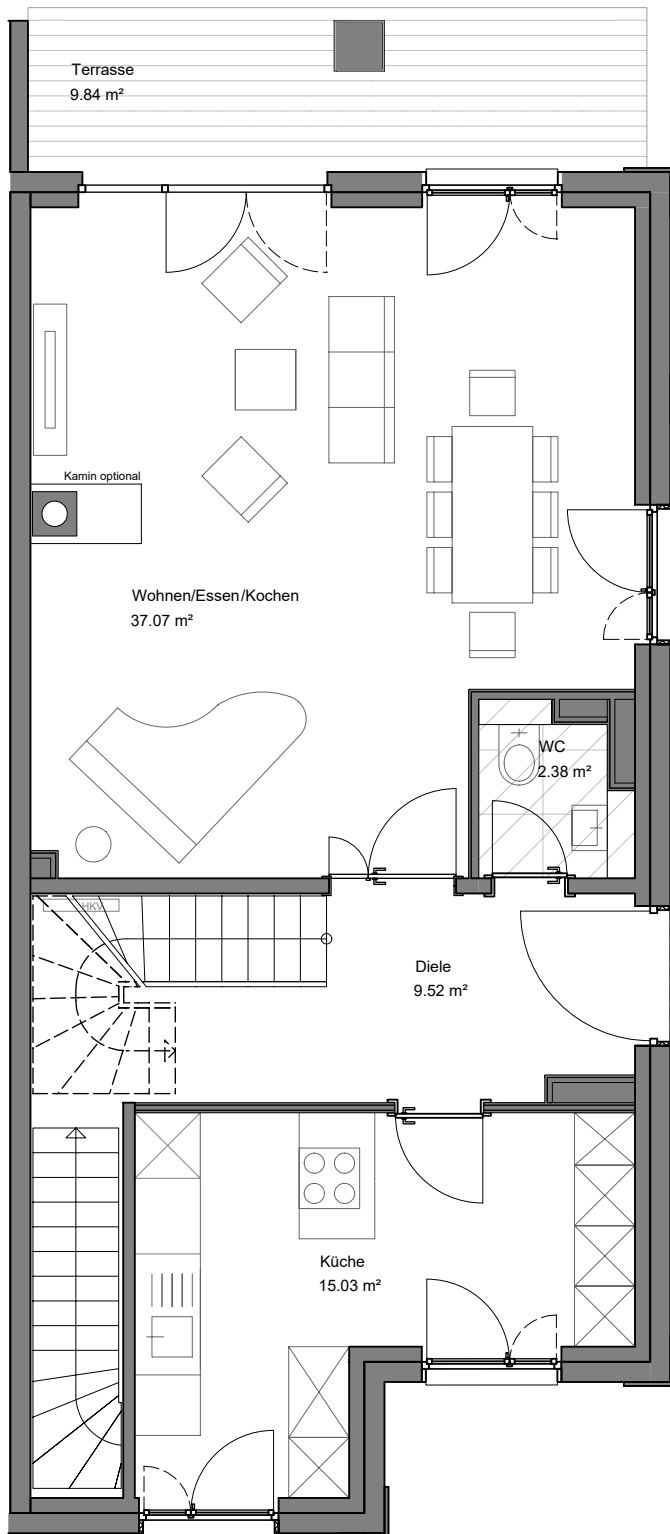 Terrasse
9.84 m²
Kamin optional
Wohnen/Essen/Kochen
37.07 m²
WC
2.38 m²
HKV
Diele
9.52 m²
Küche
15.03 m²